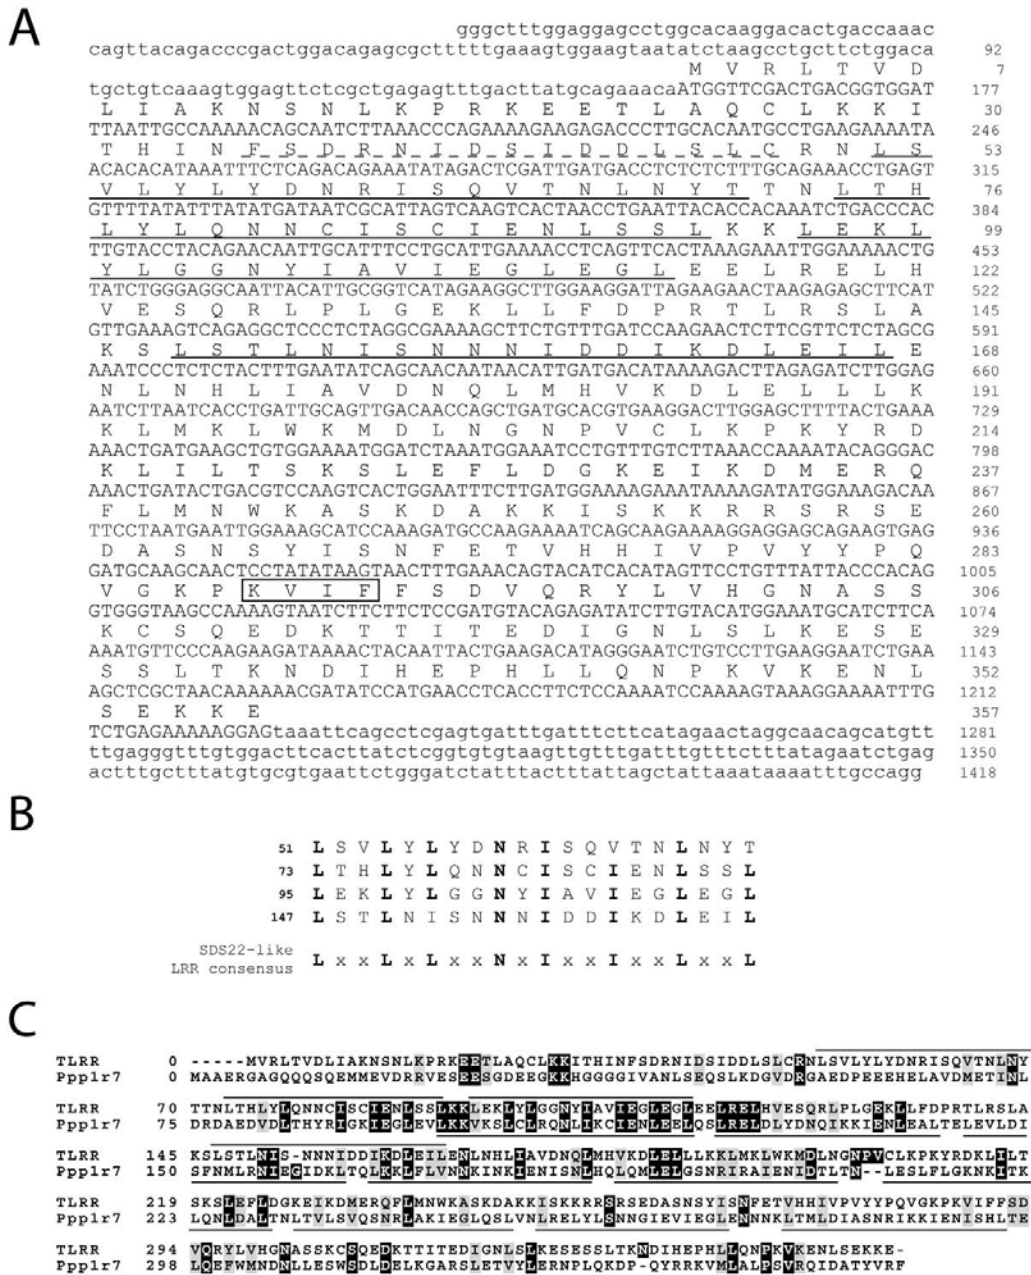 A
gggctttggaggagcctggcacaaggacactgaccaaac
cagttacagacccgactggacagagcgctttttgaaagtggaagtaatatctaagcctgcttctggaca 92
M V R L T V D 7
tgctgtcaaagtggagttctcgctgagagtttgacttatgcagaaacaATGGTTCGACTGACGGTGGAT 177
L I A K N S N L K P R K E E T L A Q C L K K I 30
TTAATTGCCAAAAACAGCAATCTTAAACCCAGAAAAGAAGAGACCCTTGCACAATGCCTGAAGAAAATA 246
T H I N F S D R N I D S I D D L S L C R N L S 53
ACACACATAAATTTCTCAGACAGAAATATAGACTCGATTGATGACCTCTCTCTTTGCAGAAACCTGAGT 315
V L Y L Y D N R I S Q V T N L N Y T T N L T H 76
GTTTTATATTTATATGATAATCGCATTAGTCAAGTCACTAACCTGAATTACACCACAAATCTGACCCAC 384
L Y L Q N N C I S C I E N L S S L K K L E K L 99
TTGTACCTACAGAACAATTGCATTTCCTGCATTGAAAACCTCAGTTCACTAAAGAAATTGGAAAAACTG 453
Y L G G N Y I A V I E G L E G L E E L R E L H 122
TATCTGGGAGGCAATTACATTGCGGTCATAGAAGGCTTGGAAGGATTAGAAGAACTAAGAGAGCTTCAT 522
V E S Q R L P L G E K L L F D P R T L R S L A 145
GTTGAAAGTCAGAGGCTCCCTCTAGGCGAAAAGCTTCTGTTTGATCCAAGAACTCTTCGTTCTCTAGCG 591
K S L S T L N I S N N N I D D I K D L E I L E 168
AAATCCCTCTCTACTTTGAATATCAGCAACAATAACATTGATGACATAAAAGACTTAGAGATCTTGGAG 660
N L N H L I A V D N Q L M H V K D L E L L L K 191
AATCTTAATCACCTGATTGCAGTTGACAACCAGCTGATGCACGTGAAGGACTTGGAGCTTTTACTGAAA 729
K L M K L W K M D L N G N P V C L K P K Y R D 214
AAACTGATGAAGCTGTGGAAAATGGATCTAAATGGAAATCCTGTTTGTCTTAAACCAAAATACAGGGAC 798
K L I L T S K S L E F L D G K E I K D M E R Q 237
AAACTGATACTGACGTCCAAGTCACTGGAATTTCTTGATGGAAAAGAAATAAAAGATATGGAAAGACAA 867
F L M N W K A S K D A K K I S K K R R S R S E 260
TTCCTAATGAATTGGAAAGCATCCAAAGATGCCAAGAAAATCAGCAAGAAAAGGAGGAGCAGAAGTGAG 936
D A S N S Y I S N F E T V H H I V P V Y Y P Q 283
GATGCAAGCAACTCCTATATAAGTAACTTTGAAACAGTACATCACATAGTTCCTGTTTATTACCCACAG 1005
V G K P K V I F F S D V Q R Y L V H G N A S S 306
GTGGGTAAGCCAAAAGTAATCTTCTTCTCCGATGTACAGAGATATCTTGTACATGGAAATGCATCTTCA 1074
K C S Q E D K T T I T E D I G N L S L K E S E 329
AAATGTTCCCAAGAAGATAAAACTACAATTACTGAAGACATAGGGAATCTGTCCTTGAAGGAATCTGAA 1143
S S L T K N D I H E P H L L Q N P K V K E N L 352
AGCTCGCTAACAAAAAACGATATCCATGAACCTCACCTTCTCCAAAATCCAAAAGTAAAGGAAAATTTG 1212
S E K K E 357
TCTGAGAAAAAGGAGtaaattcagcctcgagtgatttgatttcttcatagaactaggcaacagcatgtt 1281
ttgagggtttgtggacttcacttatctcggtgtgtaagttgtttgatttgtttctttatagaatctgag 1350
actttgctttatgtgcgtgaattctgggatctatttactttattagctattaaataaaatttgccagg 1418
B
51 L S V L Y L Y D N R I S Q V T N L N Y T
73 L T H L Y L Q N N C I S C I E N L S S L
95 L E K L Y L G G N Y I A V I E G L E G L
147 L S T L N I S N N N I D D I K D L E I L
SDS22-like
LRR consensus L x x L x L x x N x I x x I x x L x x L
C
TLRR 0 -----MVRLTVDLIAKNSNLKPRKEETLAQCLKKITHINFSDRNIDSIDDLSLCRNLSVLYLYDNRISQVTNLNY
Ppp1r7 0 MAAERGAGQQQSQEMMEVDRRVESEESGDEEGKKHGGGGIVANLSEQSLKDGVDRGAEDPEEEHELAVDMETINL
TLRR 70 TTNLTHLYLQNNCISCIENLSSLKKLEKLYLGGNYIAVIEGLEGLEELRELHVESQRLPLGEKLLFDPRTLRSLA
Ppp1r7 75 DRDAEDVDLTHYRIGKIEGLEVLKKVKSLCLRQNLIKCIENLEELQSLRELDLYDNQIKKIENLEALTELEVLDI
TLRR 145 KSLSTLNIS-NNNIDDIKDLEILENLNHLIAVDNQLMHVKDLELLLKKLMKLWKMDLNGNPVCLKPKYRDKLILT
Ppp1r7 150 SFNMLRNIEGIDKLTQLKKLFLVNNKINKIENISNLHQLQMLELGSNRIRAIENIDTLTN--LESLFLGKNKITK
TLRR 219 SKSLEFLDGKEIKDMERQFLMNWKASKDAKKISKKRRSRSEDASNSYISNFETVHHIVPVYYPQVGKPKVIFFSD
Ppp1r7 223 LQNLDALTNLTVLSVQSNRLAKIEGLQSLVNLRELYLSNNGIEVIEGLENNNKLTMLDIASNRIKKIENISHLTE
TLRR 294 VQRYLVHGNASSKCSQEDKTTITEDIGNLSLKESESSLTKNDIHEPHLLQNPKVKENLSEKKE-
Ppp1r7 298 LQEFWMNDNLLESWSDLDELKGARSLETVYLERNPLQKDP-QYRRKVMLALPSVRQIDATYVRF